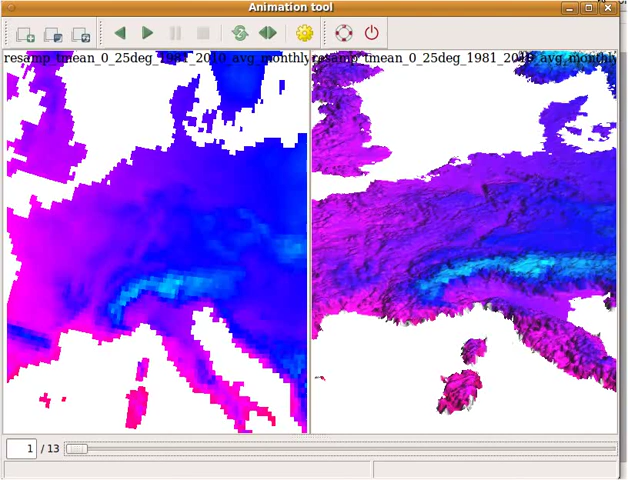 Animation tool
resamp_tmean_0_25deg_1981_2010_avg_monthly
resamp_tmean_0_25deg_1981_2010_avg_monthly
1 / 13